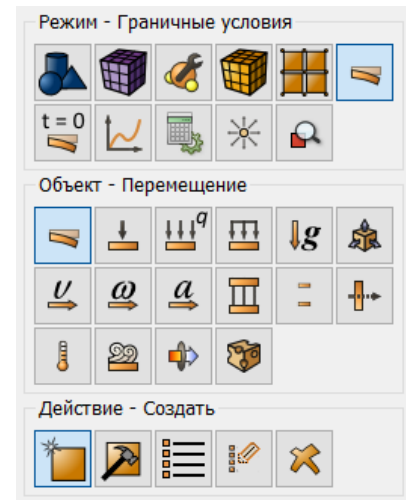 Режим - Граничные условия
t = 0
Объект - Перемещение
q
g
υ ω a
Действие - Создать